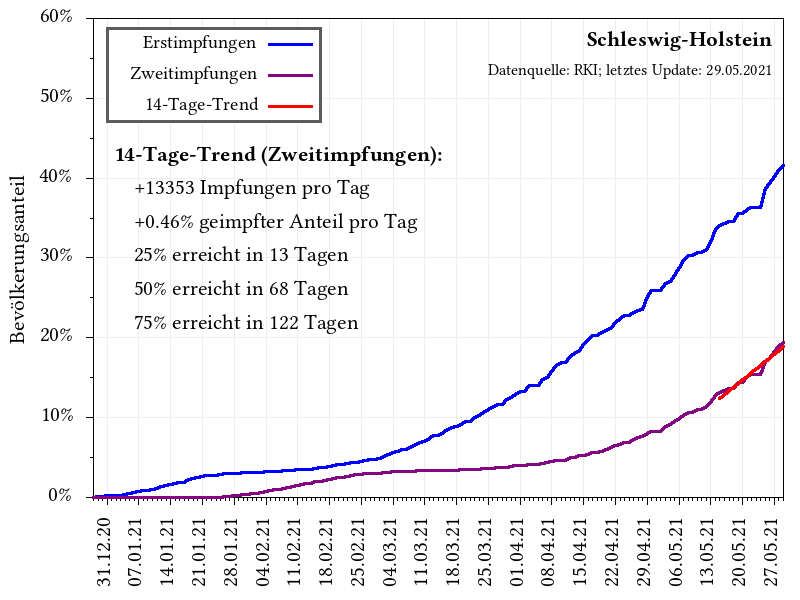 60%
50%
40%
30%
20%
10%
0%
Bevölkerungsanteil
Erstimpfungen
Zweitimpfungen
14-Tage-Trend
Schleswig-Holstein
Datenquelle: RKI; letztes Update: 29.05.2021
14-Tage-Trend (Zweitimpfungen):
+13353 Impfungen pro Tag
+0.46% geimpfter Anteil pro Tag
25% erreicht in 13 Tagen
50% erreicht in 68 Tagen
75% erreicht in 122 Tagen
31.12.20
07.01.21
14.01.21
21.01.21
28.01.21
04.02.21
11.02.21
18.02.21
25.02.21
04.03.21
11.03.21
18.03.21
25.03.21
01.04.21
08.04.21
15.04.21
22.04.21
29.04.21
06.05.21
13.05.21
20.05.21
27.05.21